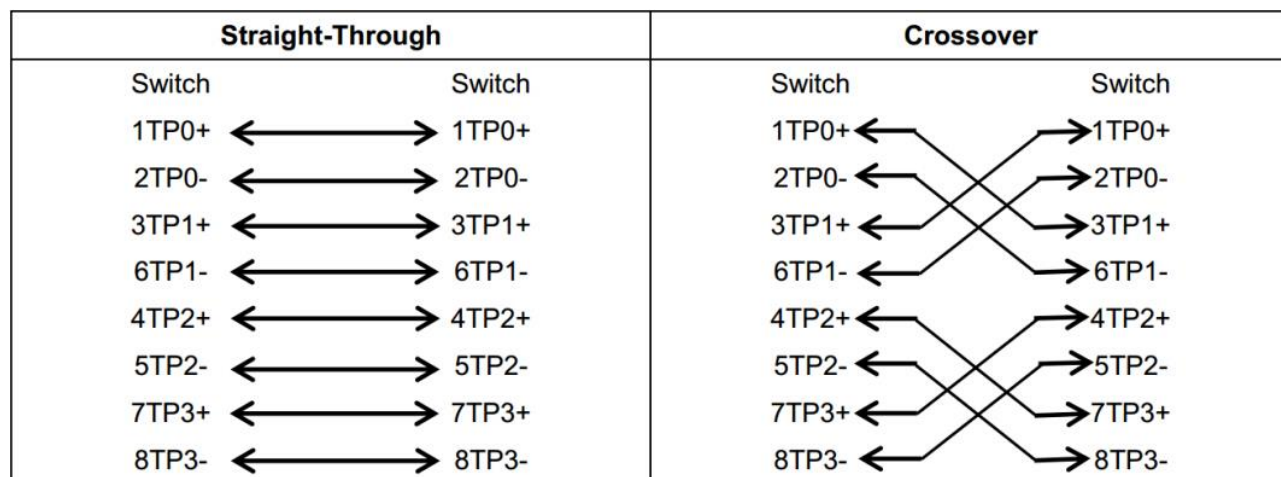 Straight-Through Crossover
Switch Switch Switch Switch
1TP0+ 1TP0+ 1TP0+ 1TP0+
2TP0- 2TP0- 2TP0- 2TP0-
3TP1+ 3TP1+ 3TP1+ 3TP1+
6TP1- 6TP1- 6TP1- 6TP1-
4TP2+ 4TP2+ 4TP2+ 4TP2+
5TP2- 5TP2- 5TP2- 5TP2-
7TP3+ 7TP3+ 7TP3+ 7TP3+
8TP3- 8TP3- 8TP3- 8TP3-